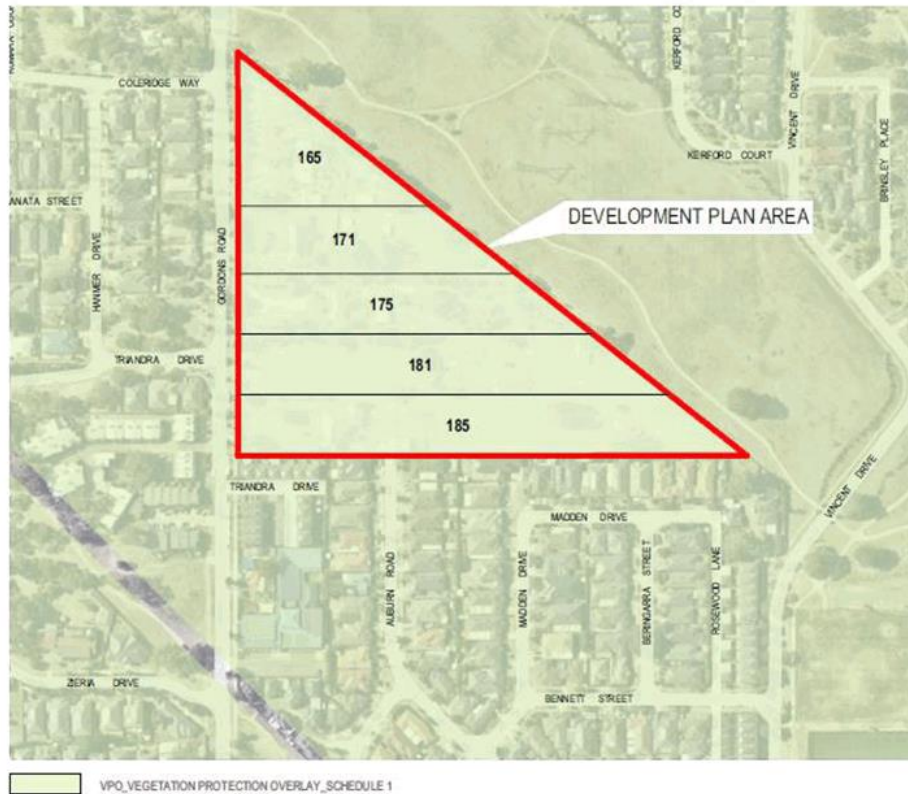 COLERIDGE WAY
KERFORD CO
VINCENT DRIVE
BRINSLEY PLACE
165
KERFORD COURT
ANATA STREET
HANMER DRIVE
GORDONS ROAD
171
DEVELOPMENT PLAN AREA
175
TRIANDRA DRIVE
181
185
VINCENT DRIVE
TRIANDRA DRIVE
AUBURN ROAD
MADDEN DRIVE
MADDEN DRIVE
BERINGARRA STREET
ROSEWOOD LANE
ZIERIA DRIVE
BENNETT STREET
VPO_VEGETATION PROTECTION OVERLAY_SCHEDULE 1